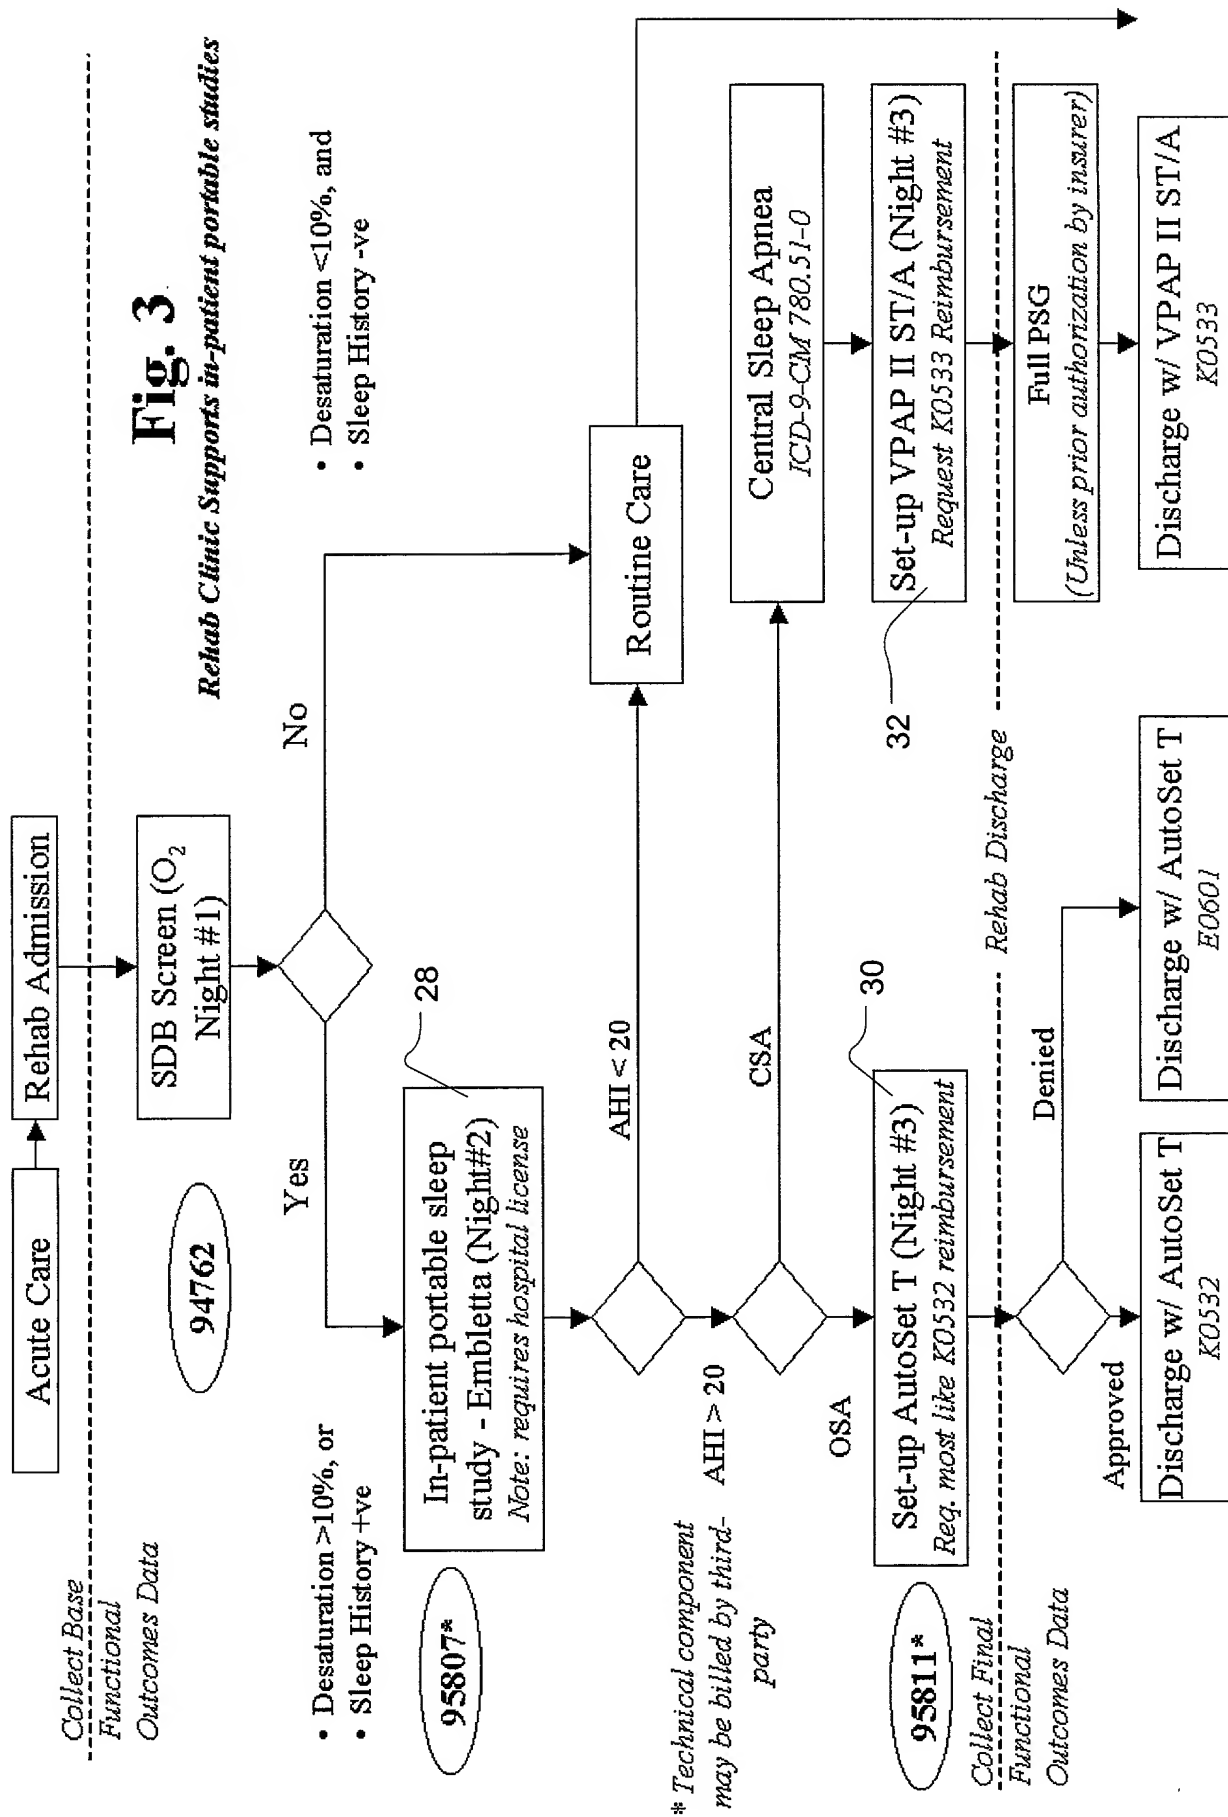 Fig. 3
Rehab Clinic Supports in-patient portable studies
Acute Care
Rehab Admission
Collect Base
Functional
Outcomes Data
94762
SDB Screen (O2
Night #1)
Yes
No
• Desaturation >10%, or
• Sleep History +ve
• Desaturation <10%, and
• Sleep History -ve
95807*
In-patient portable sleep
study - Embletta (Night#2)
Note: requires hospital license
28
AHI < 20
Routine Care
* Technical component
may be billed by third-
party
AHI > 20
CSA
Central Sleep Apnea
ICD-9-CM 780.51-0
OSA
95811*
Set-up AutoSet T (Night #3)
Req. most like K0532 reimbursement
30
32
Set-up VPAP II ST/A (Night #3)
Request K0533 Reimbursement
Collect Final
Functional
Outcomes Data
Rehab Discharge
Full PSG
(Unless prior authorization by insurer)
Approved
Denied
Discharge w/ AutoSet T
K0532
Discharge w/ AutoSet T
E0601
Discharge w/ VPAP II ST/A
K0533